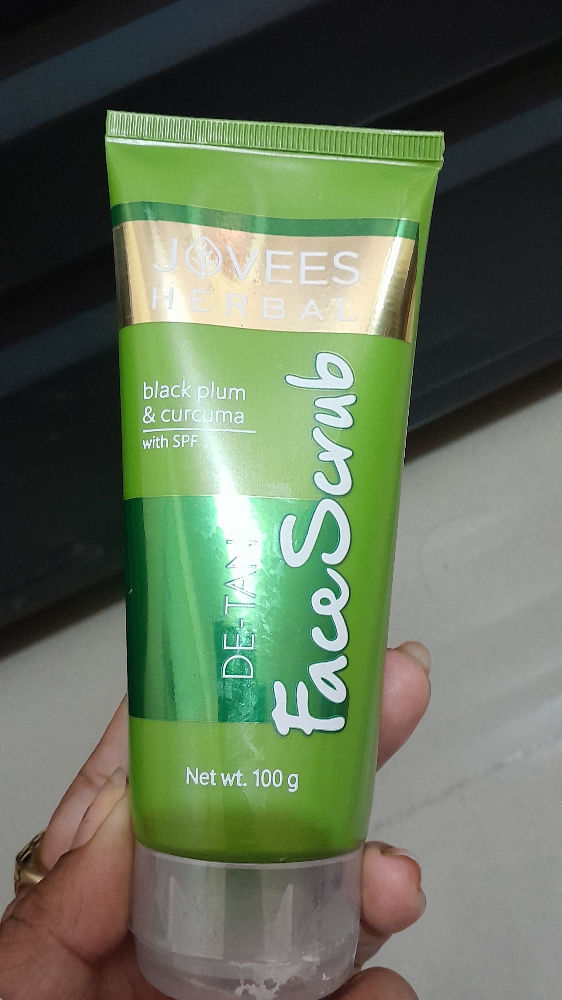 JOVEES
HERBAL
black plum
& curcuma
with SPF
DE-TAN
Face Scrub
Net wt. 100 g